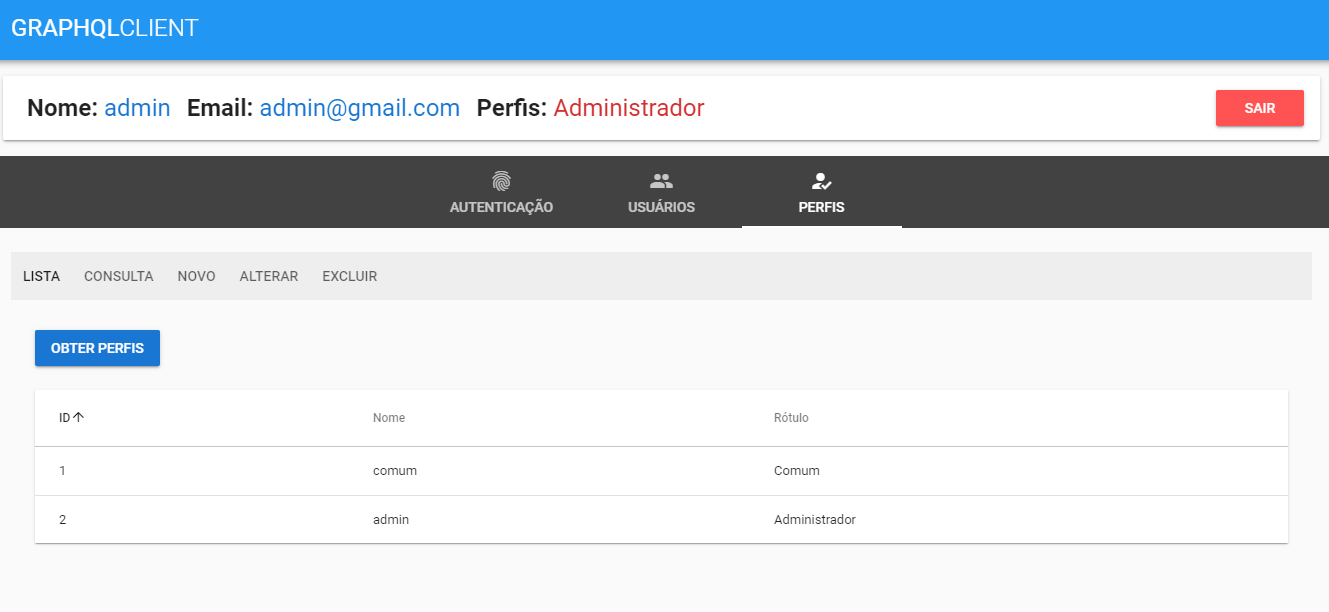 GRAPHQLCLIENT
Nome: admin Email: admin@gmail.com Perfis: Administrador SAIR
AUTENTICAÇÃO USUÁRIOS PERFIS
LISTA CONSULTA NOVO ALTERAR EXCLUIR
OBTER PERFIS
ID Nome Rótulo
1 comum Comum
2 admin Administrador